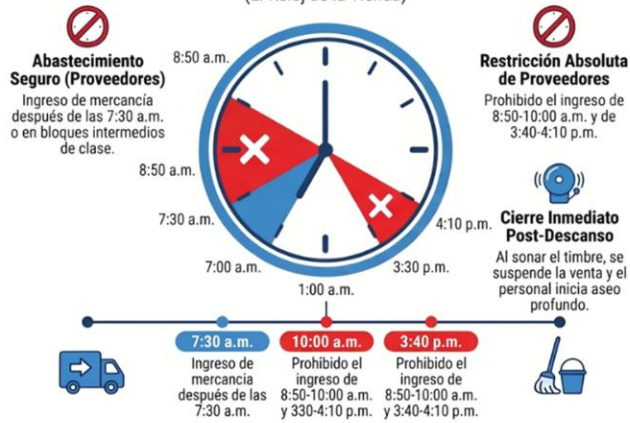 (El Reloj de la Tienda)
Abastecimiento
Seguro (Proveedores)
Ingreso de mercancía
después de las 7:30 a.m.
o en bloques intermedios
de clase.
8:50 a.m.
8:50 a.m.
7:30 a.m.
7:00 a.m.
1:00 a.m.
3:30 p.m.
4:10 p.m.
Restricción Absoluta
de Proveedores
Prohibido el ingreso de
8:50-10:00 a.m. y de
3:40-4:10 p.m.
Cierre Inmediato
Post-Descanso
Al sonar el timbre, se
suspende la venta y el
personal inicia aseo
profundo.
7:30 a.m.
Ingreso de
mercancía
después de las
7:30 a.m.
10:00 a.m.
Prohibido el
ingreso de
8:50-10:00 a.m.
y 330-4:10 p.m.
3:40 p.m.
Prohibido el
ingreso de
8:50-10:00 a.m.
y 3:40-4:10 p.m.